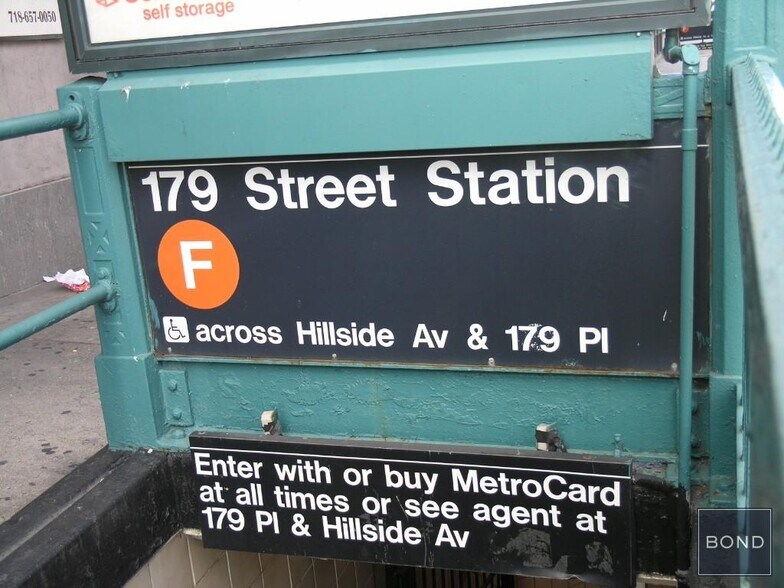 718-657-0050
self storage
179 Street Station
F
across Hillside Av & 179 Pl
Enter with or buy MetroCard
at all times or see agent at
179 Pl & Hillside Av
BOND